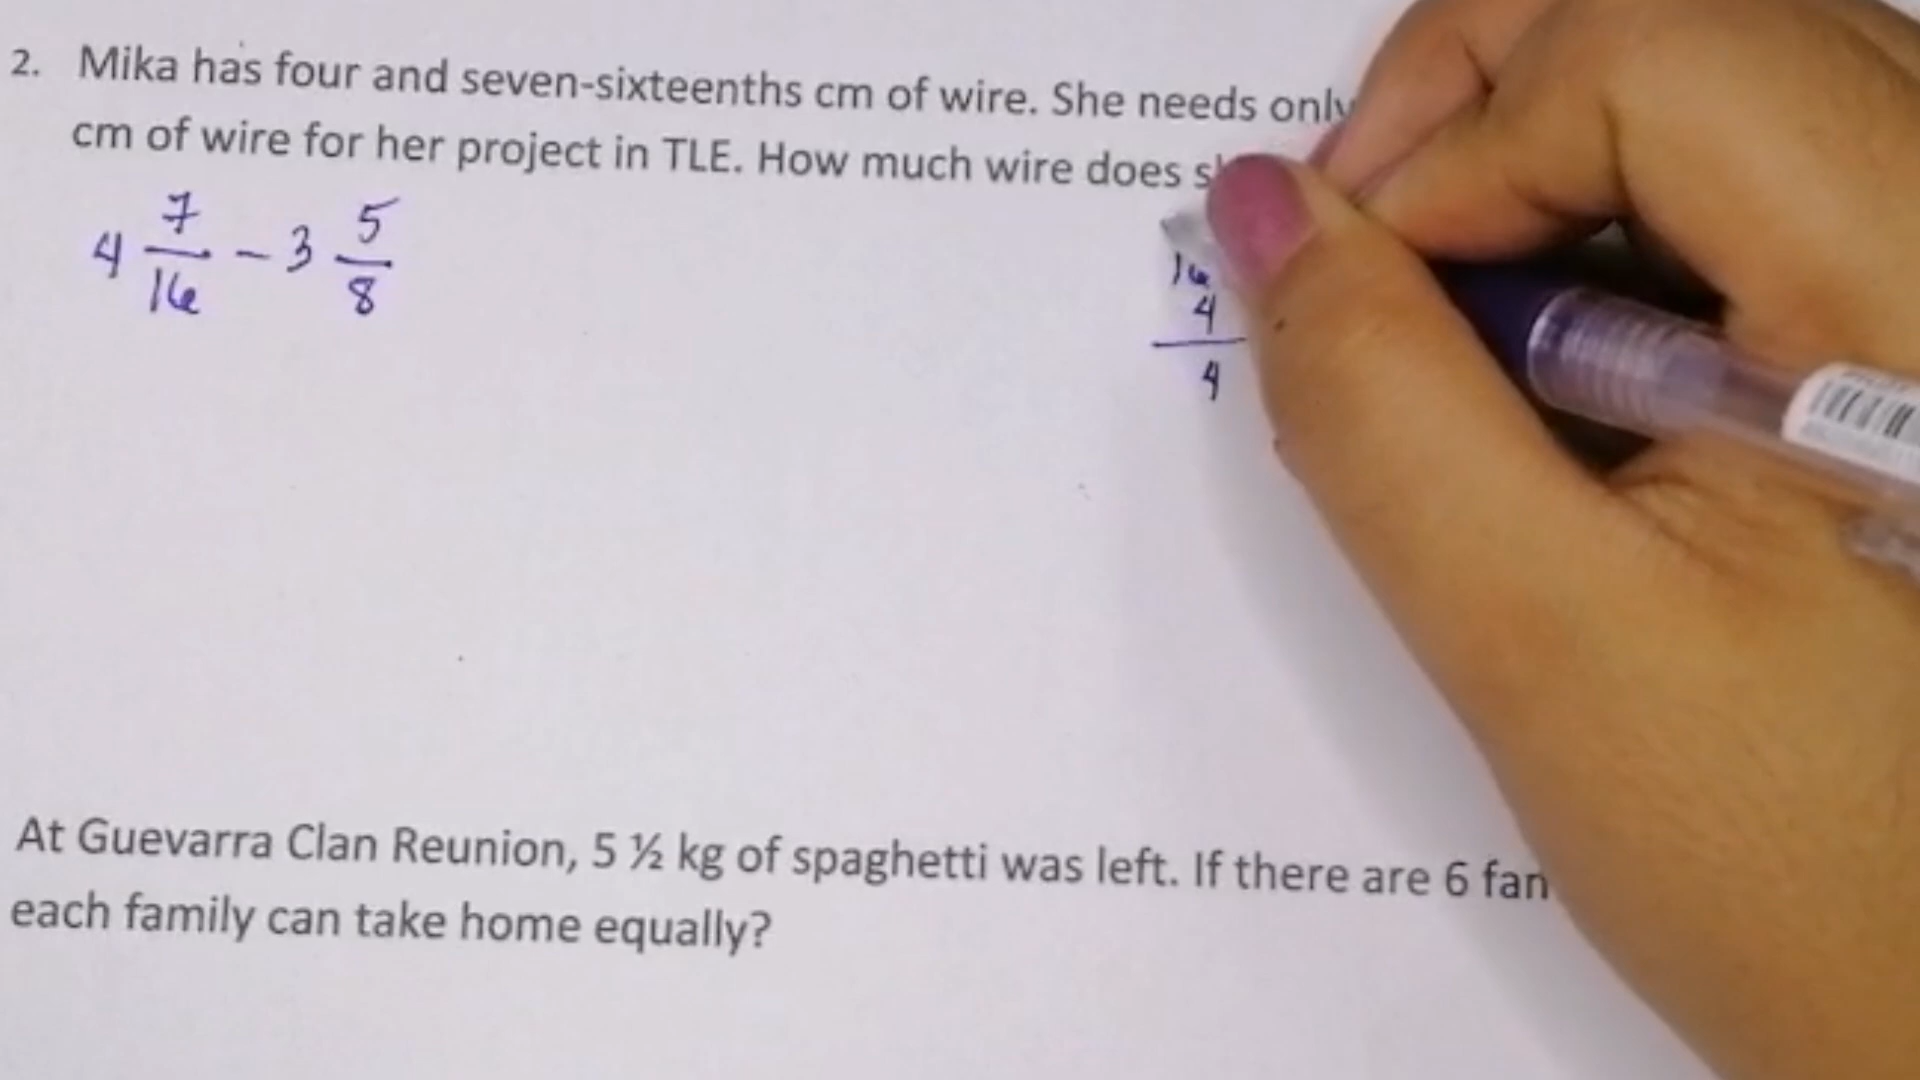 2. Mika has four and seven-sixteenths cm of wire. She needs only
cm of wire for her project in TLE. How much wire does
4 7/16 - 3 5/8
16
4
4
At Guevarra Clan Reunion, 5 ½ kg of spaghetti was left. If there are 6
each family can take home equally?